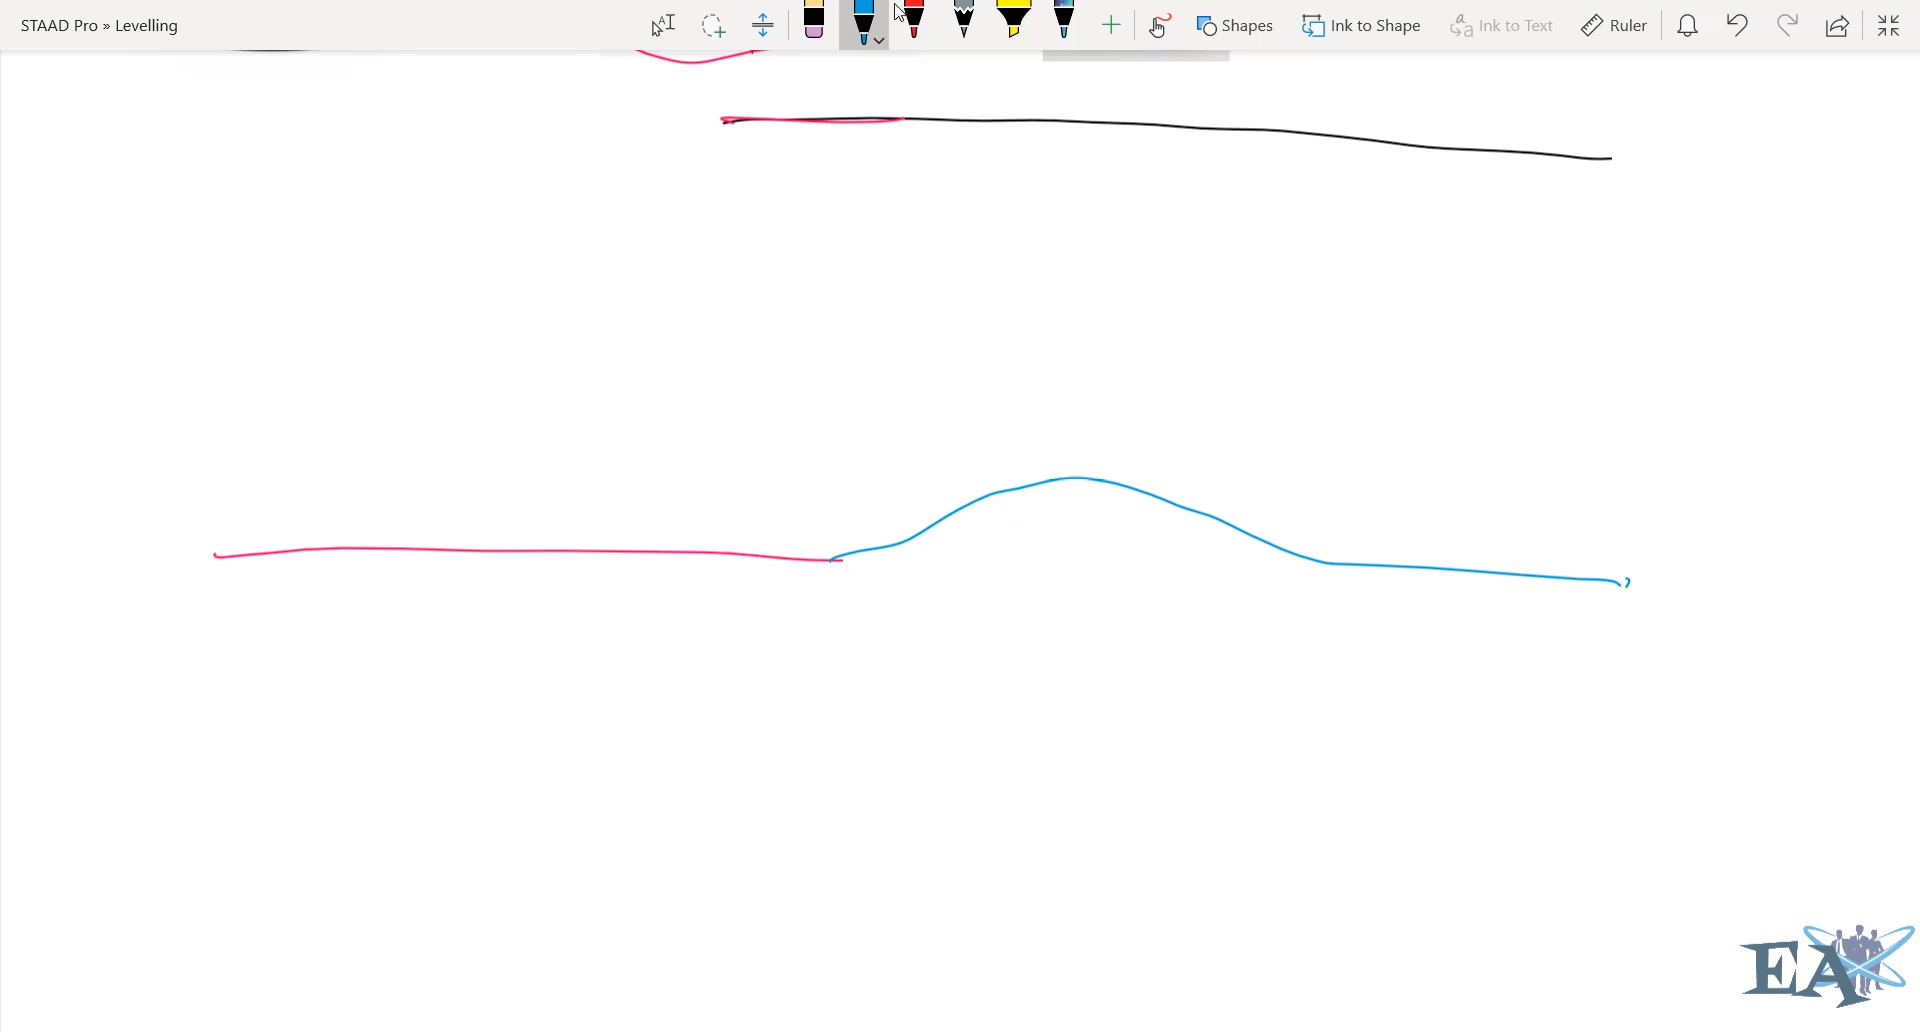 STAAD Pro » Levelling
Shapes
Ink to Shape
Ink to Text
Ruler
EA